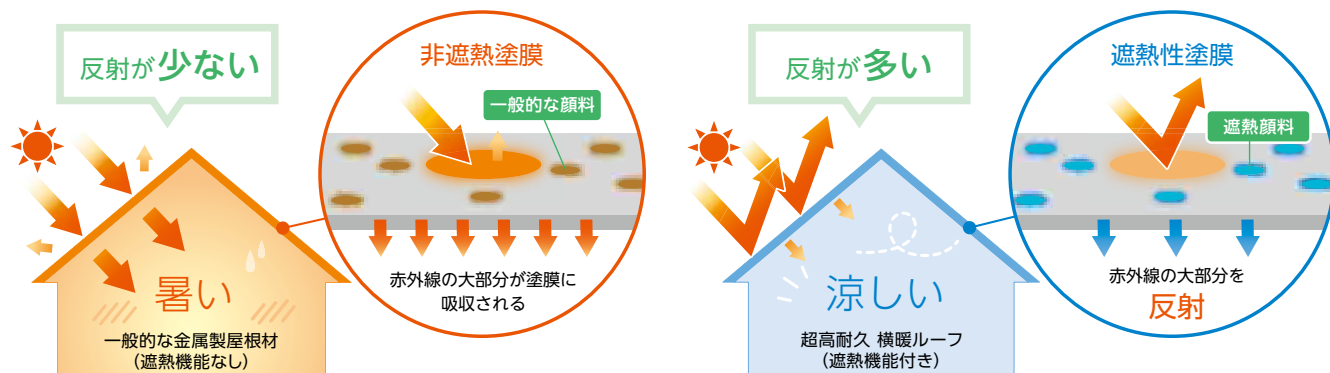 反射が少ない
非遮熱塗膜
一般的な顔料
赤外線の大部分が塗膜に
吸収される
暑い
一般的な金属製屋根材
（遮熱機能なし）
反射が多い
遮熱性塗膜
遮熱顔料
赤外線の大部分を
反射
涼しい
超高耐久 横暖ルーフ
（遮熱機能付き）